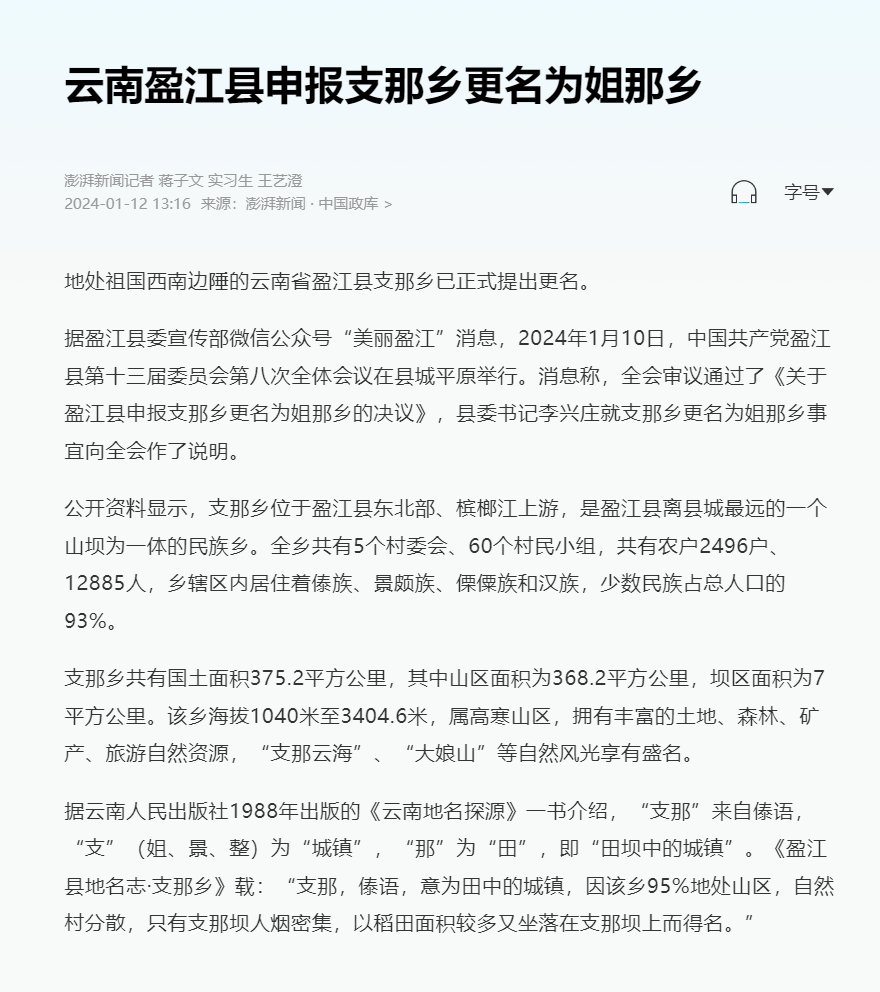 云南盈江县申报支那乡更名为姐那乡
澎湃新闻记者 蒋子文 实习生 王艺澄
2024-01-12 13:16 来源：澎湃新闻 · 中国政库 >
字号
地处祖国西南边陲的云南省盈江县支那乡已正式提出更名。
据盈江县委宣传部微信公众号“美丽盈江”消息，2024年1月10日，中国共产党盈江
县第十三届委员会第八次全体会议在县城平原举行。消息称，全会审议通过了《关于
盈江县申报支那乡更名为姐那乡的决议》，县委书记李兴庄就支那乡更名为姐那乡事
宜向全会作了说明。
公开资料显示，支那乡位于盈江县东北部、槟榔江上游，是盈江县离县城最远的一个
山坝为一体的民族乡。全乡共有5个村委会、60个村民小组，共有农户2496户、
12885人，乡辖区内居住着傣族、景颇族、傈僳族和汉族，少数民族占总人口的
93%。
支那乡共有国土面积375.2平方公里，其中山区面积为368.2平方公里，坝区面积为7
平方公里。该乡海拔1040米至3404.6米，属高寒山区，拥有丰富的土地、森林、矿
产、旅游自然资源，“支那云海”、“大娘山”等自然风光享有盛名。
据云南人民出版社1988年出版的《云南地名探源》一书介绍，“支那”来自傣语，
“支”（姐、景、整）为“城镇”，“那”为“田”，即“田坝中的城镇”。《盈江
县地名志·支那乡》载：“支那，傣语，意为田中的城镇，因该乡95%地处山区，自然
村分散，只有支那坝人烟密集，以稻田面积较多又坐落在支那坝上而得名。”